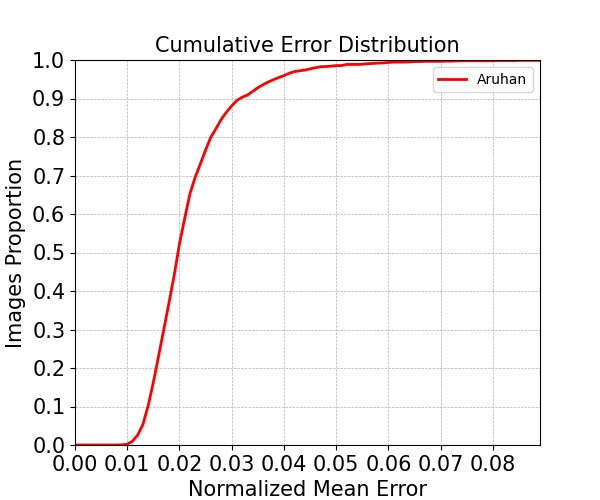 Cumulative Error Distribution
Aruhan
Images Proportion
1.0
0.9
0.8
0.7
0.6
0.5
0.4
0.3
0.2
0.1
0.0
0.00 0.01 0.02 0.03 0.04 0.05 0.06 0.07 0.08
Normalized Mean Error